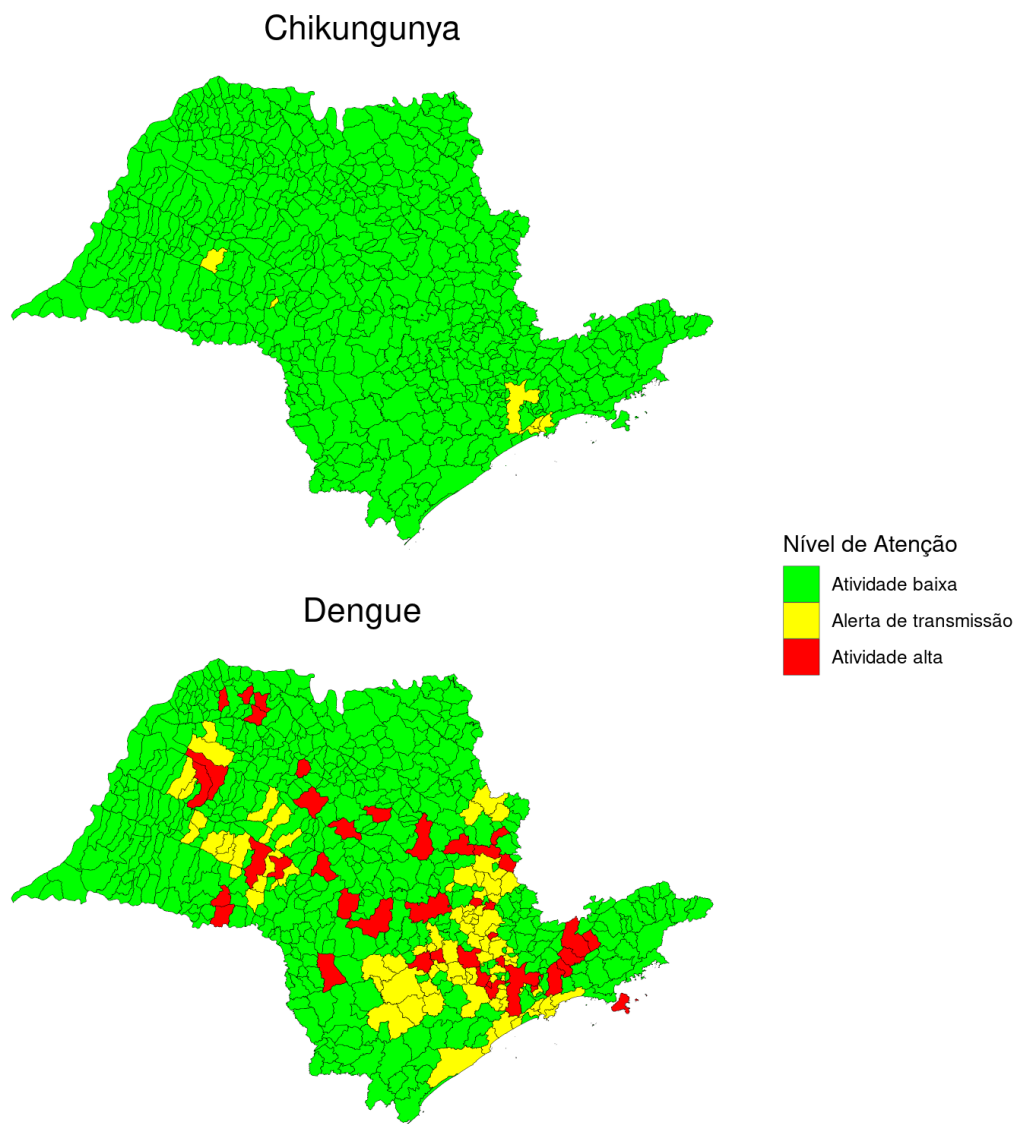 Chikungunya
Nível de Atenção
Atividade baixa
Alerta de transmissão
Atividade alta
Dengue